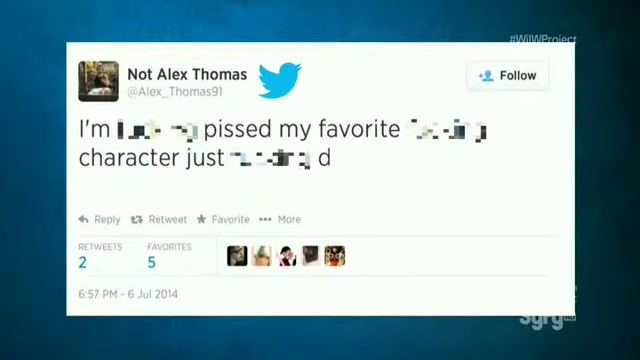 #WilWProject
Not Alex Thomas
@Alex_Thomas91
Follow
I'm pissed my favorite
character just d
Reply Retweet Favorite More
RETWEETS FAVORITES
2 5
6:57 PM - 6 Jul 2014
Syfy